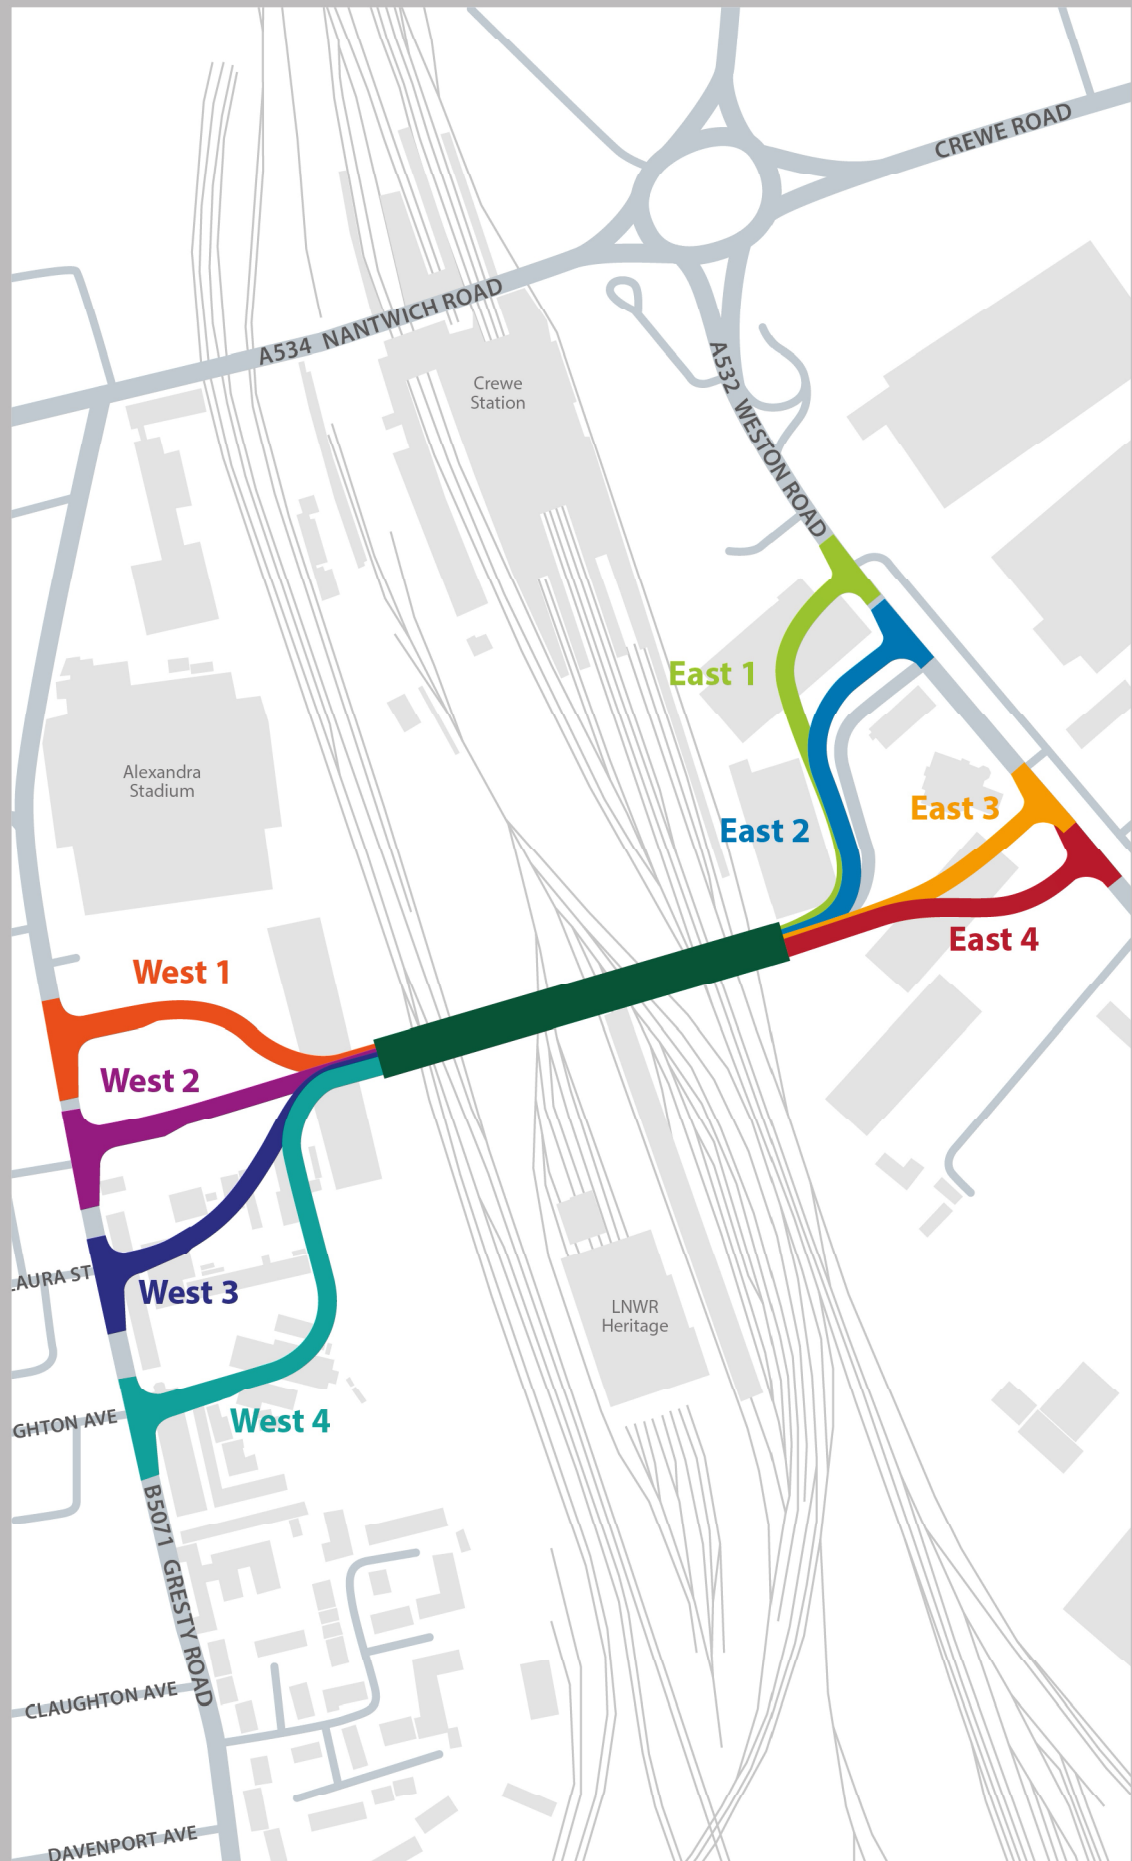 CREWE ROAD
A534 NANTWICH ROAD
A532 WESTON ROAD
Crewe
Station
East 1
Alexandra
Stadium
East 2
East 3
East 4
West 1
West 2
LAURA ST
West 3
LNWR
Heritage
GHTON AVE
West 4
B5071 GRESTY ROAD
CLAUGHTON AVE
DAVENPORT AVE